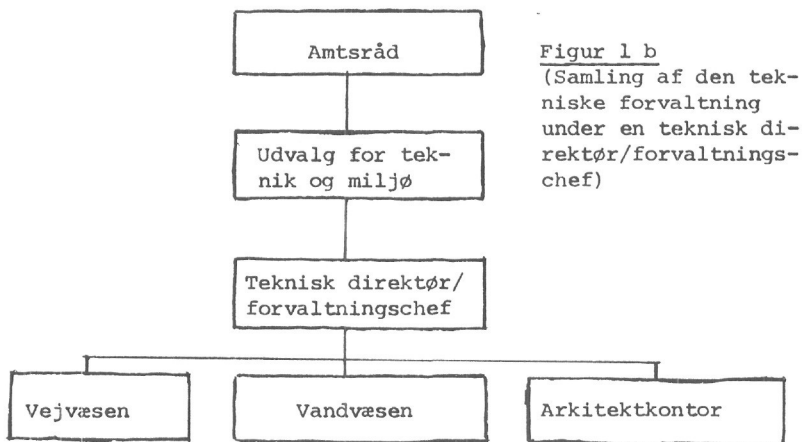 Amtsråd
Figur 1 b
(Samling af den tek-
niske forvaltning
under en teknisk di-
rektør/forvaltnings-
chef)
Udvalg for tek-
nik og miljø
Teknisk direktør/
forvaltningschef
Vejvæsen
Vandvæsen
Arkitektkontor